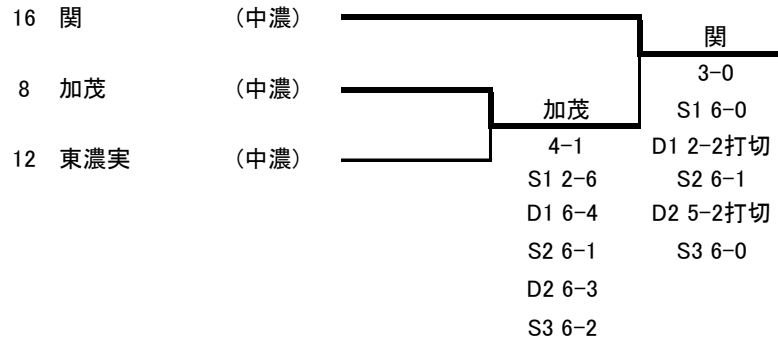 16 関 (中濃)
8 加茂 (中濃)
12 東濃実 (中濃)
加茂
4-1
S1 2-6
D1 6-4
S2 6-1
D2 6-3
S3 6-2
関
3-0
S1 6-0
D1 2-2打切
S2 6-1
D2 5-2打切
S3 6-0